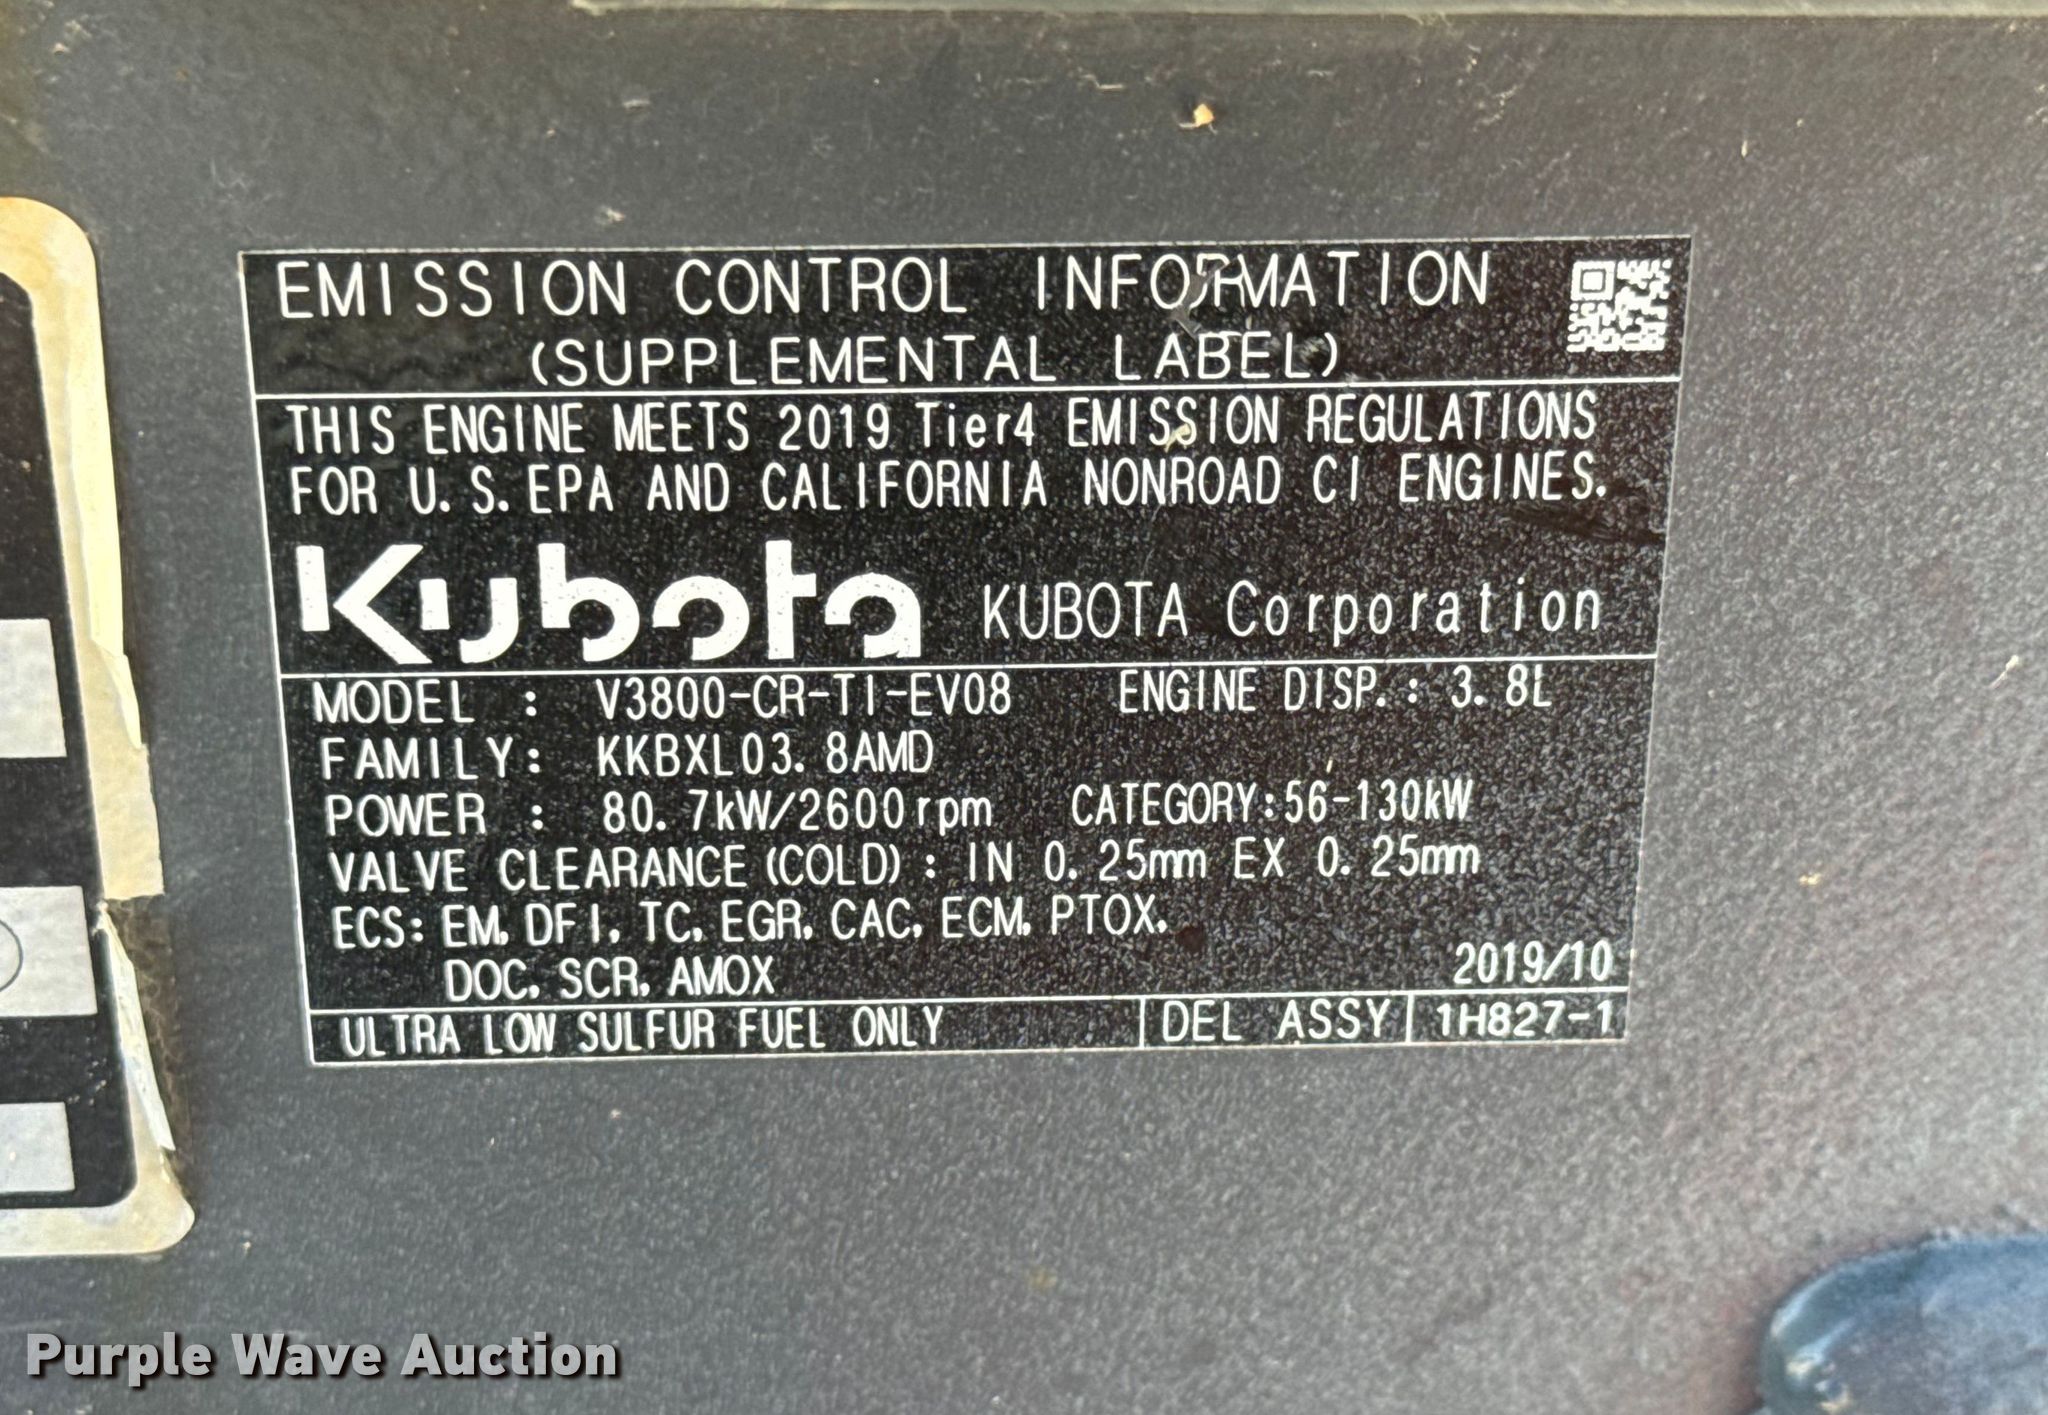 EMISSION CONTROL INFORMATION
(SUPPLEMENTAL LABEL)
THIS ENGINE MEETS 2019 Tier4 EMISSION REGULATIONS
FOR U.S.EPA AND CALIFORNIA NONROAD CI ENGINES.
Kubota KUBOTA Corporation
MODEL : V3800-CR-TI-EV08 ENGINE DISP.: 3.8L
FAMILY: KKBXL03.8AMD
POWER : 80.7kW/2600rpm CATEGORY:56-130kW
VALVE CLEARANCE(COLD): IN 0.25mm EX 0.25mm
ECS: EM, DFI, TC, EGR, CAC, ECM, PTOX,
DOC, SCR, AMOX 2019/10
ULTRA LOW SULFUR FUEL ONLY DEL ASSY 1H827-1
Purple Wave Auction